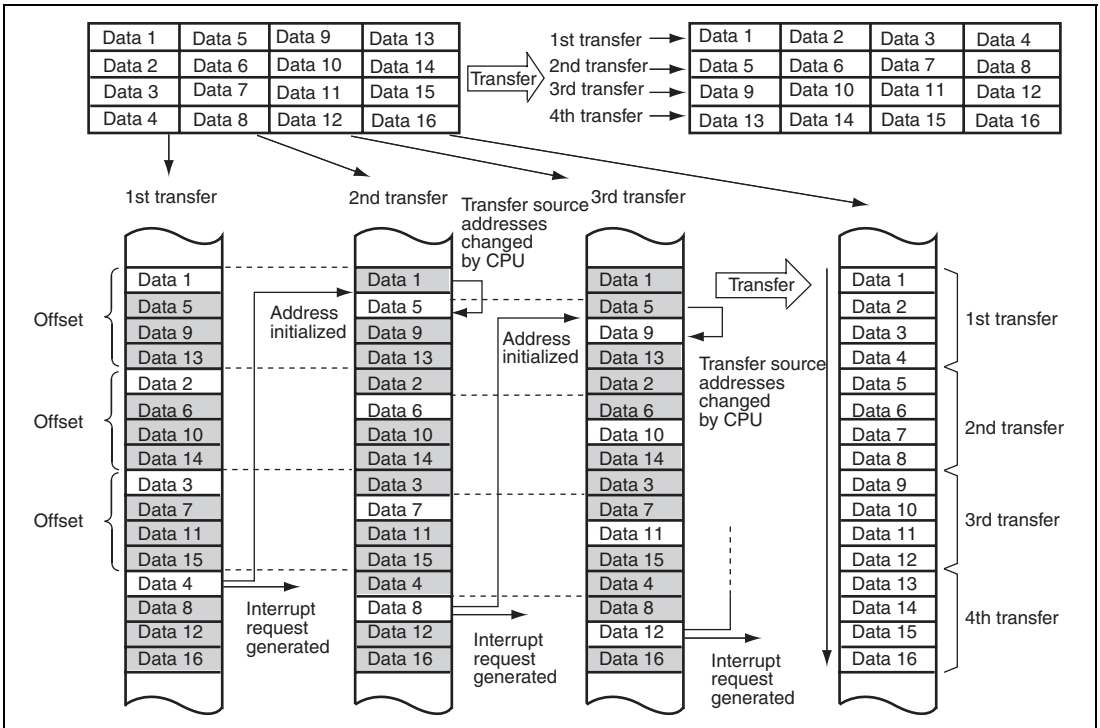 Data 1 Data 5 Data 9 Data 13
Data 2 Data 6 Data 10 Data 14
Data 3 Data 7 Data 11 Data 15
Data 4 Data 8 Data 12 Data 16
Transfer
1st transfer
2nd transfer
3rd transfer
4th transfer
Data 1 Data 2 Data 3 Data 4
Data 5 Data 6 Data 7 Data 8
Data 9 Data 10 Data 11 Data 12
Data 13 Data 14 Data 15 Data 16
1st transfer
Offset
Offset
Offset
Data 1
Data 5
Data 9
Data 13
Data 2
Data 6
Data 10
Data 14
Data 3
Data 7
Data 11
Data 15
Data 4
Data 8
Data 12
Data 16
Address
initialized
Interrupt
request
generated
2nd transfer
Data 1
Data 5
Data 9
Data 13
Data 2
Data 6
Data 10
Data 14
Data 3
Data 7
Data 11
Data 15
Data 4
Data 8
Data 12
Data 16
Transfer source
addresses
changed
by CPU
Address
initialized
Interrupt
request
generated
3rd transfer
Data 1
Data 5
Data 9
Data 13
Data 2
Data 6
Data 10
Data 14
Data 3
Data 7
Data 11
Data 15
Data 4
Data 8
Data 12
Data 16
Transfer
Transfer source
addresses
changed
by CPU
Interrupt
request
generated
Data 1
Data 2
Data 3
Data 4
Data 5
Data 6
Data 7
Data 8
Data 9
Data 10
Data 11
Data 12
Data 13
Data 14
Data 15
Data 16
1st transfer
2nd transfer
3rd transfer
4th transfer